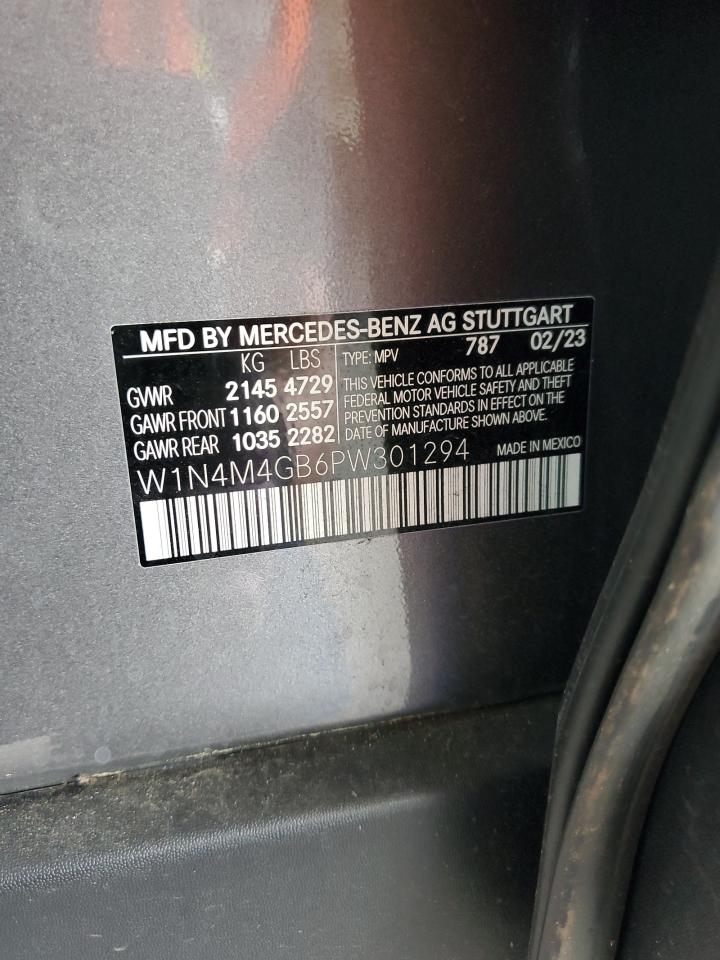 MFD BY MERCEDES-BENZ AG STUTTGART
KG LBS
GVWR 2145 4729
GAWR FRONT 1160 2557
GAWR REAR 1035 2282
TYPE: MPV 787 02/23
THIS VEHICLE CONFORMS TO ALL APPLICABLE
FEDERAL MOTOR VEHICLE SAFETY AND THEFT
PREVENTION STANDARDS IN EFFECT ON THE
DATE OF MANUFACTURE SHOWN ABOVE.
W1N4M4GB6PW301294 MADE IN MEXICO